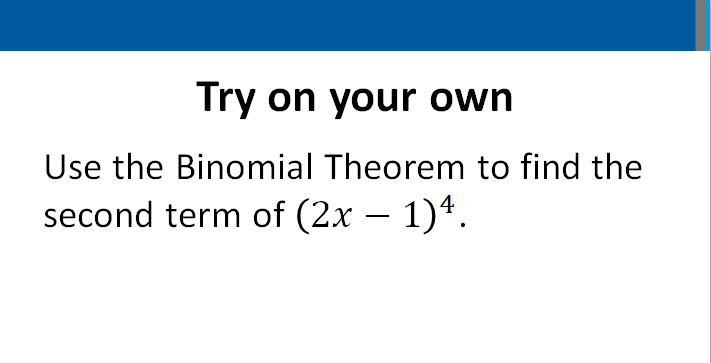 Try on your own
Use the Binomial Theorem to find the
second term of (2x − 1)⁴.